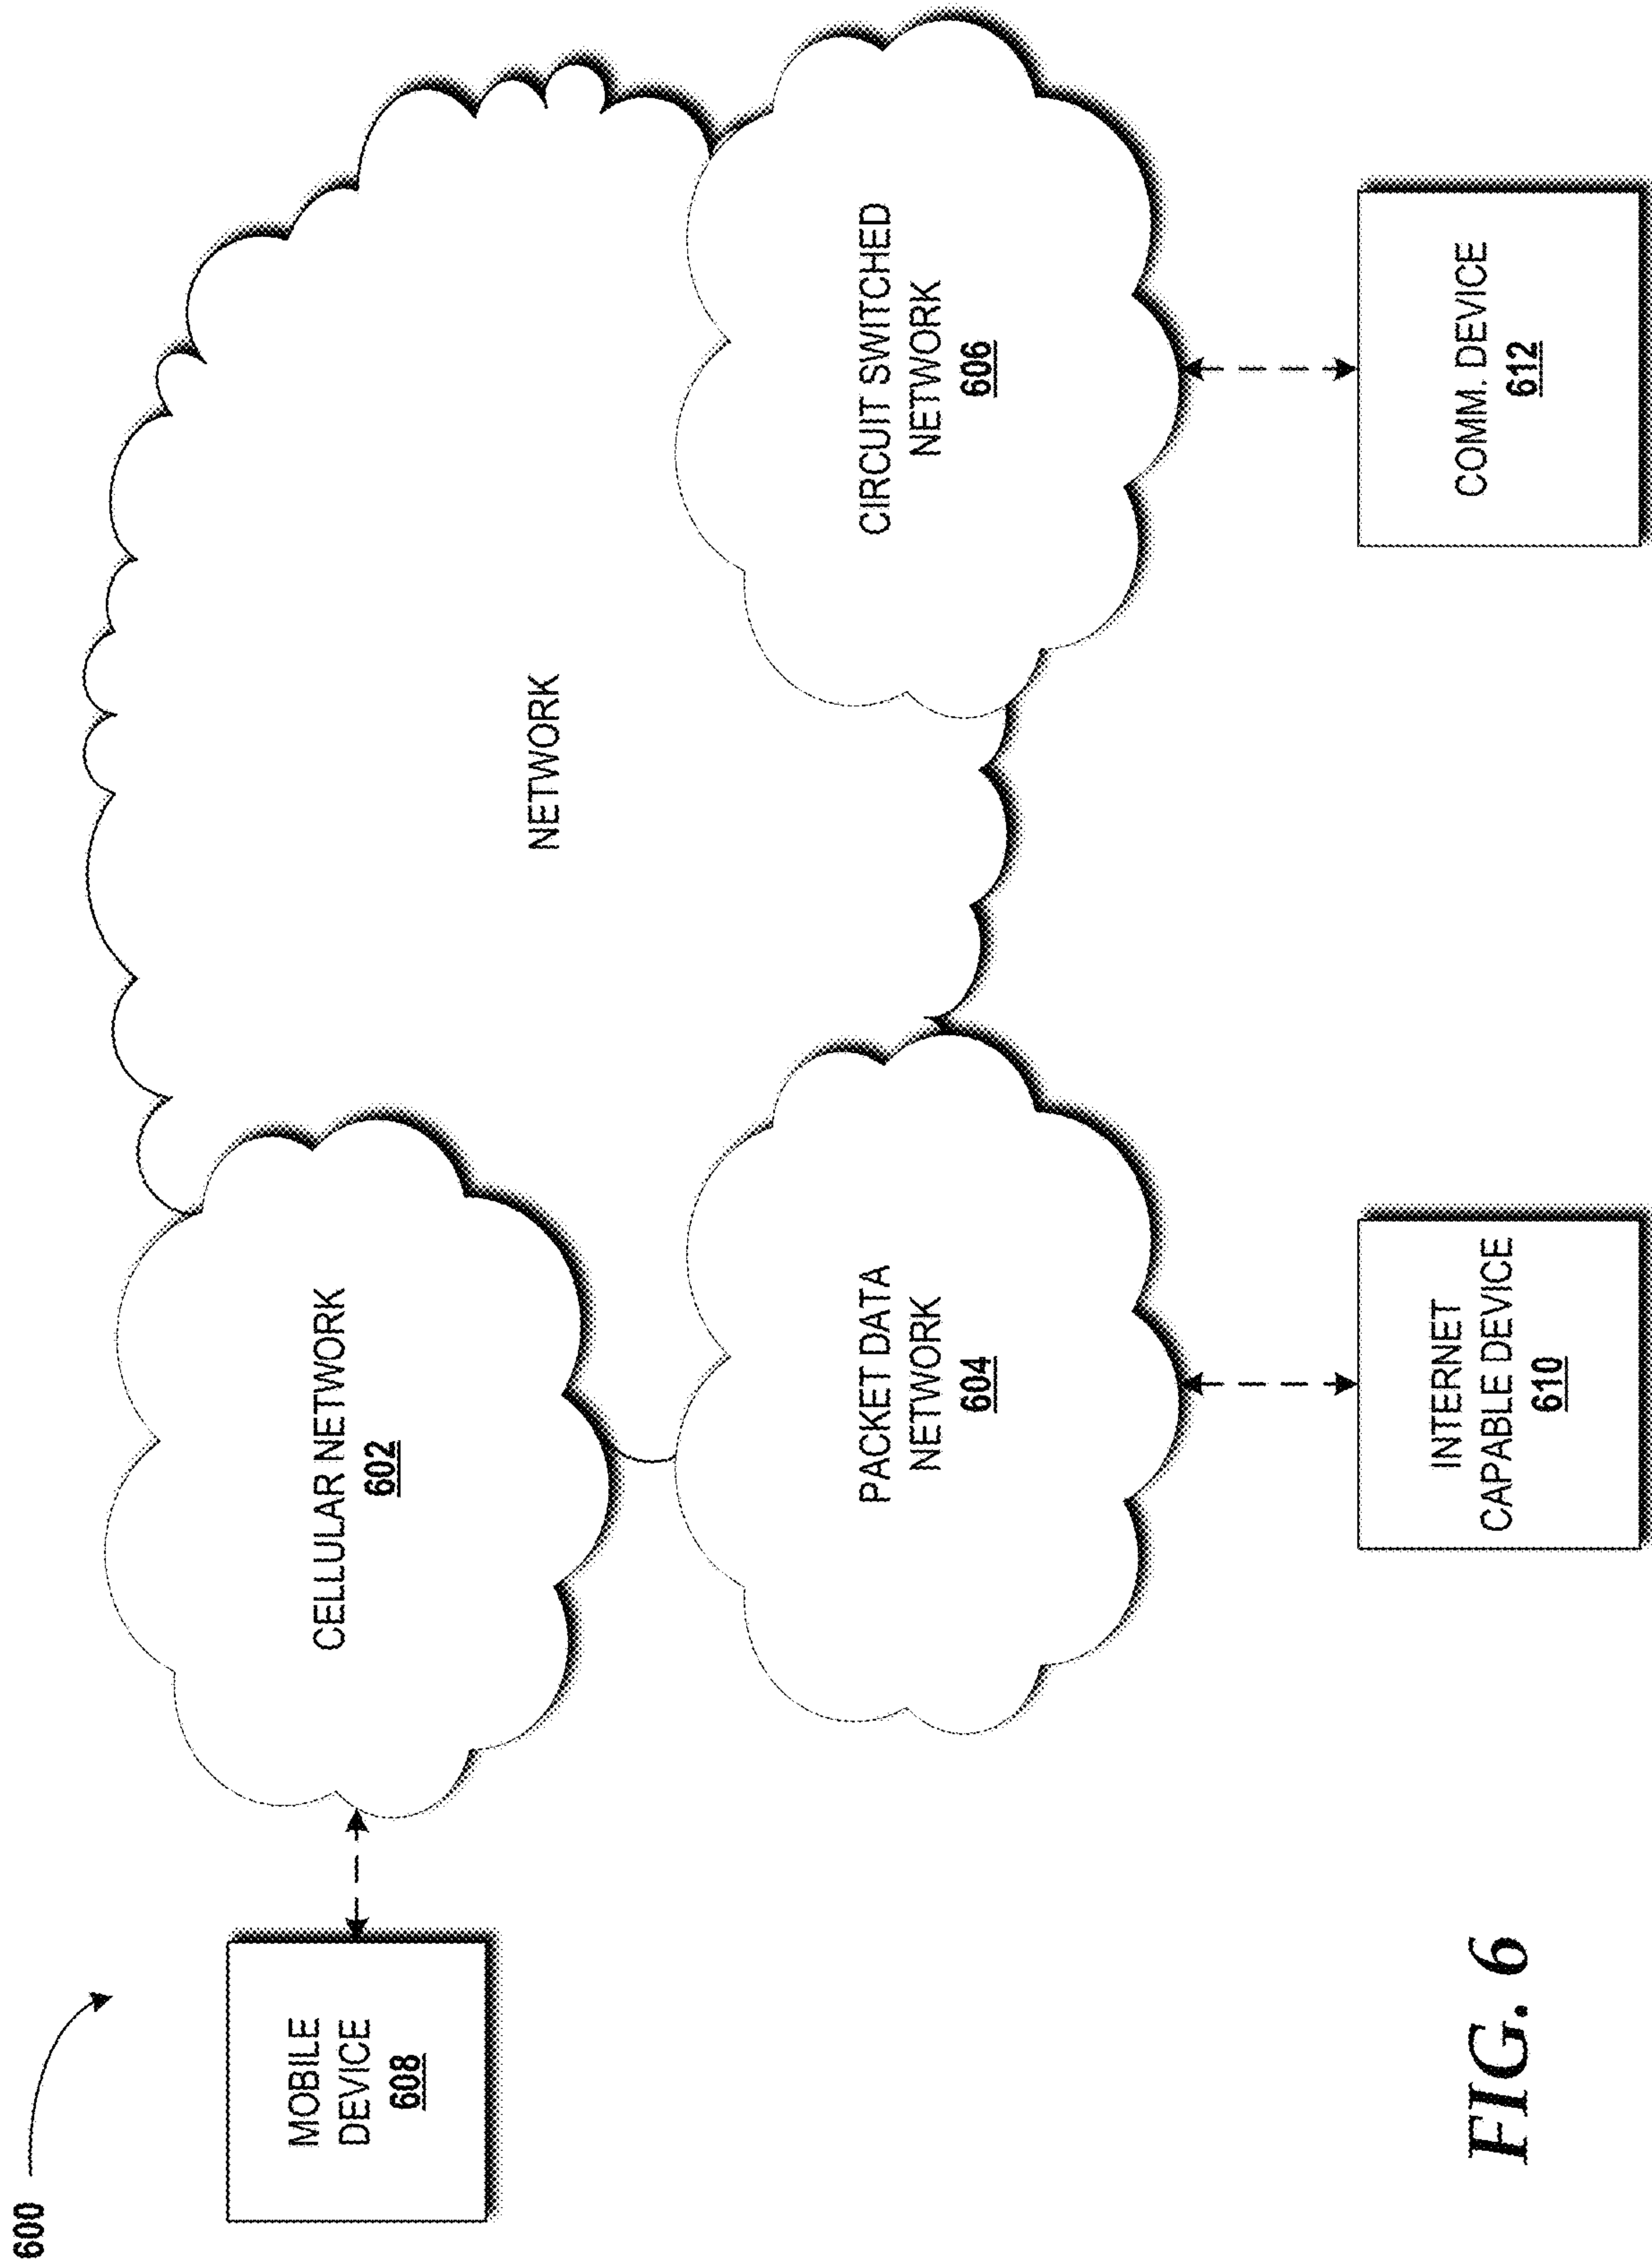 600
MOBILE
DEVICE
608
CELLULAR NETWORK
602
NETWORK
PACKET DATA
NETWORK
604
CIRCUIT SWITCHED
NETWORK
606
INTERNET
CAPABLE DEVICE
610
COMM. DEVICE
612
FIG. 6